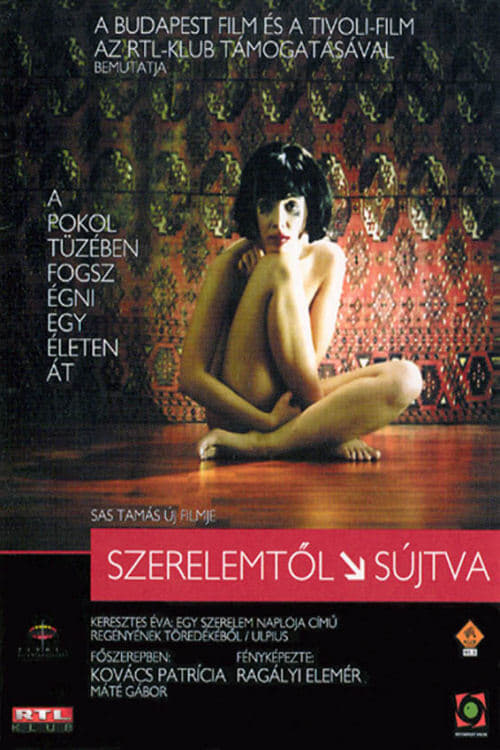 A BUDAPEST FILM ÉS A TIVOLI-FILM
AZ RTL-KLUB TÁMOGATÁSÁVAL
BEMUTATJA
A
POKOL
TÜZÉBEN
FOGSZ
ÉGNI
EGY
ÉLETEN
ÁT
SAS TAMÁS ÚJ FILMJE
SZERELEMTŐL SÚJTVA
KERESZTES ÉVA: EGY SZERELEM NAPLÓJA CÍMŰ
REGÉNYÉNEK TÖREDÉKÉBŐL / ULPIUS
FŐSZEREPBEN:
KOVÁCS PATRÍCIA
MÁTÉ GÁBOR
FÉNYKÉPEZTE:
RAGÁLYI ELEMÉR
RTL
KLUB